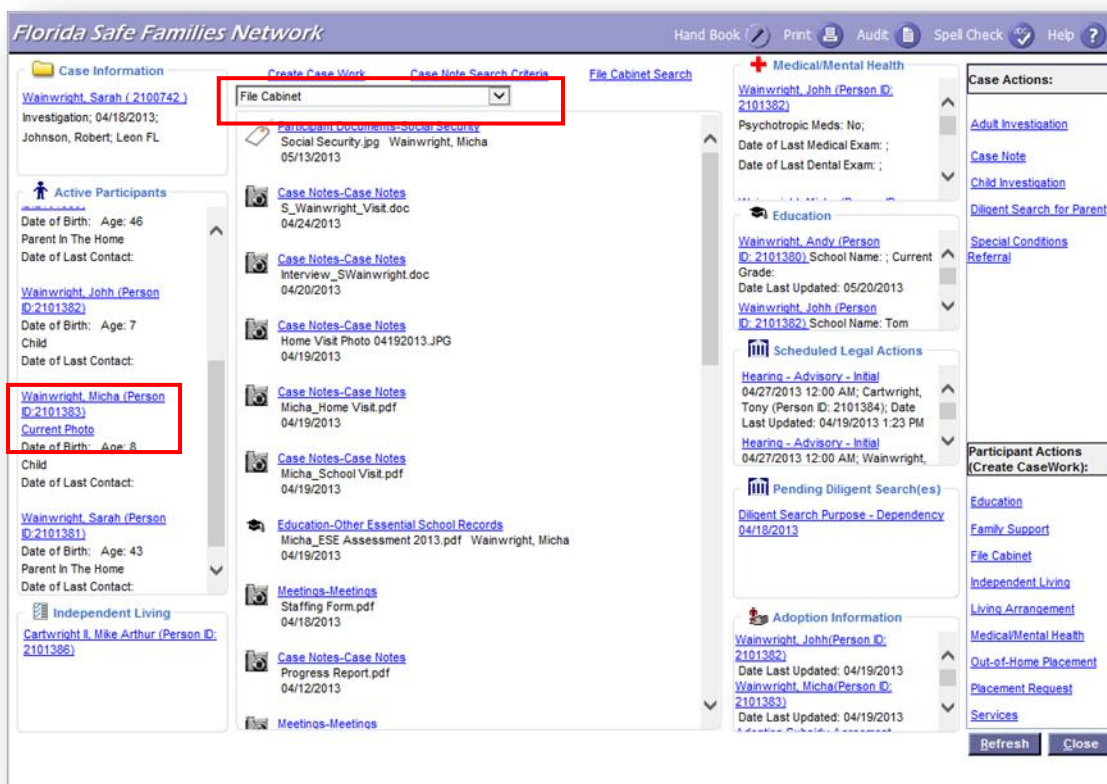 Florida Safe Families Network
Hand Book Print Audit Spell Check Help ?
Case Information
Wainwright, Sarah ( 2100742 )
Investigation; 04/18/2013;
Johnson, Robert; Leon FL
Active Participants
Date of Birth: Age: 46
Parent In The Home
Date of Last Contact:
Wainwright, Johh (Person
ID:2101382)
Date of Birth: Age: 7
Child
Date of Last Contact:
Wainwright, Micha (Person
ID:2101383)
Current Photo
Date of Birth: Age: 8
Child
Date of Last Contact:
Wainwright, Sarah (Person
ID:2101381)
Date of Birth: Age: 43
Parent In The Home
Date of Last Contact:
Independent Living
Cartwright II, Mike Arthur (Person ID:
2101386)
Create Case Work Case Note Search Criteria File Cabinet Search
File Cabinet
Participant Documents-Social Security
Social Security.jpg Wainwright, Micha
05/13/2013
Case Notes-Case Notes
S_Wainwright_Visit.doc
04/24/2013
Case Notes-Case Notes
Interview_SWainwright.doc
04/20/2013
Case Notes-Case Notes
Home Visit Photo 04192013.JPG
04/19/2013
Case Notes-Case Notes
Micha_Home Visit.pdf
04/19/2013
Case Notes-Case Notes
Micha_School Visit.pdf
04/19/2013
Education-Other Essential School Records
Micha_ESE Assessment 2013.pdf Wainwright, Micha
04/19/2013
Meetings-Meetings
Staffing Form.pdf
04/18/2013
Case Notes-Case Notes
Progress Report.pdf
04/12/2013
Meetings-Meetings
Medical/Mental Health
Wainwright, Johh (Person ID:
2101382)
Psychotropic Meds: No;
Date of Last Medical Exam: ;
Date of Last Dental Exam: ;
Education
Wainwright, Andy (Person
ID: 2101380) School Name: ; Current
Grade:
Date Last Updated: 05/20/2013
Wainwright, Johh (Person
ID: 2101382) School Name: Tom
Scheduled Legal Actions
Hearing - Advisory - Initial
04/27/2013 12:00 AM; Cartwright,
Tony (Person ID: 2101384); Date
Last Updated: 04/19/2013 1:23 PM
Hearing - Advisory - Initial
04/27/2013 12:00 AM; Wainwright,
Pending Diligent Search(es)
Diligent Search Purpose - Dependency
04/18/2013
Adoption Information
Wainwright, Johh(Person ID:
2101382)
Date Last Updated: 04/19/2013
Wainwright, Micha(Person ID:
2101383)
Date Last Updated: 04/19/2013
Case Actions:
Adult Investigation
Case Note
Child Investigation
Diligent Search for Parent
Special Conditions
Referral
Participant Actions
(Create CaseWork):
Education
Family Support
File Cabinet
Independent Living
Living Arrangement
Medical/Mental Health
Out-of-Home Placement
Placement Request
Services
Refresh Close